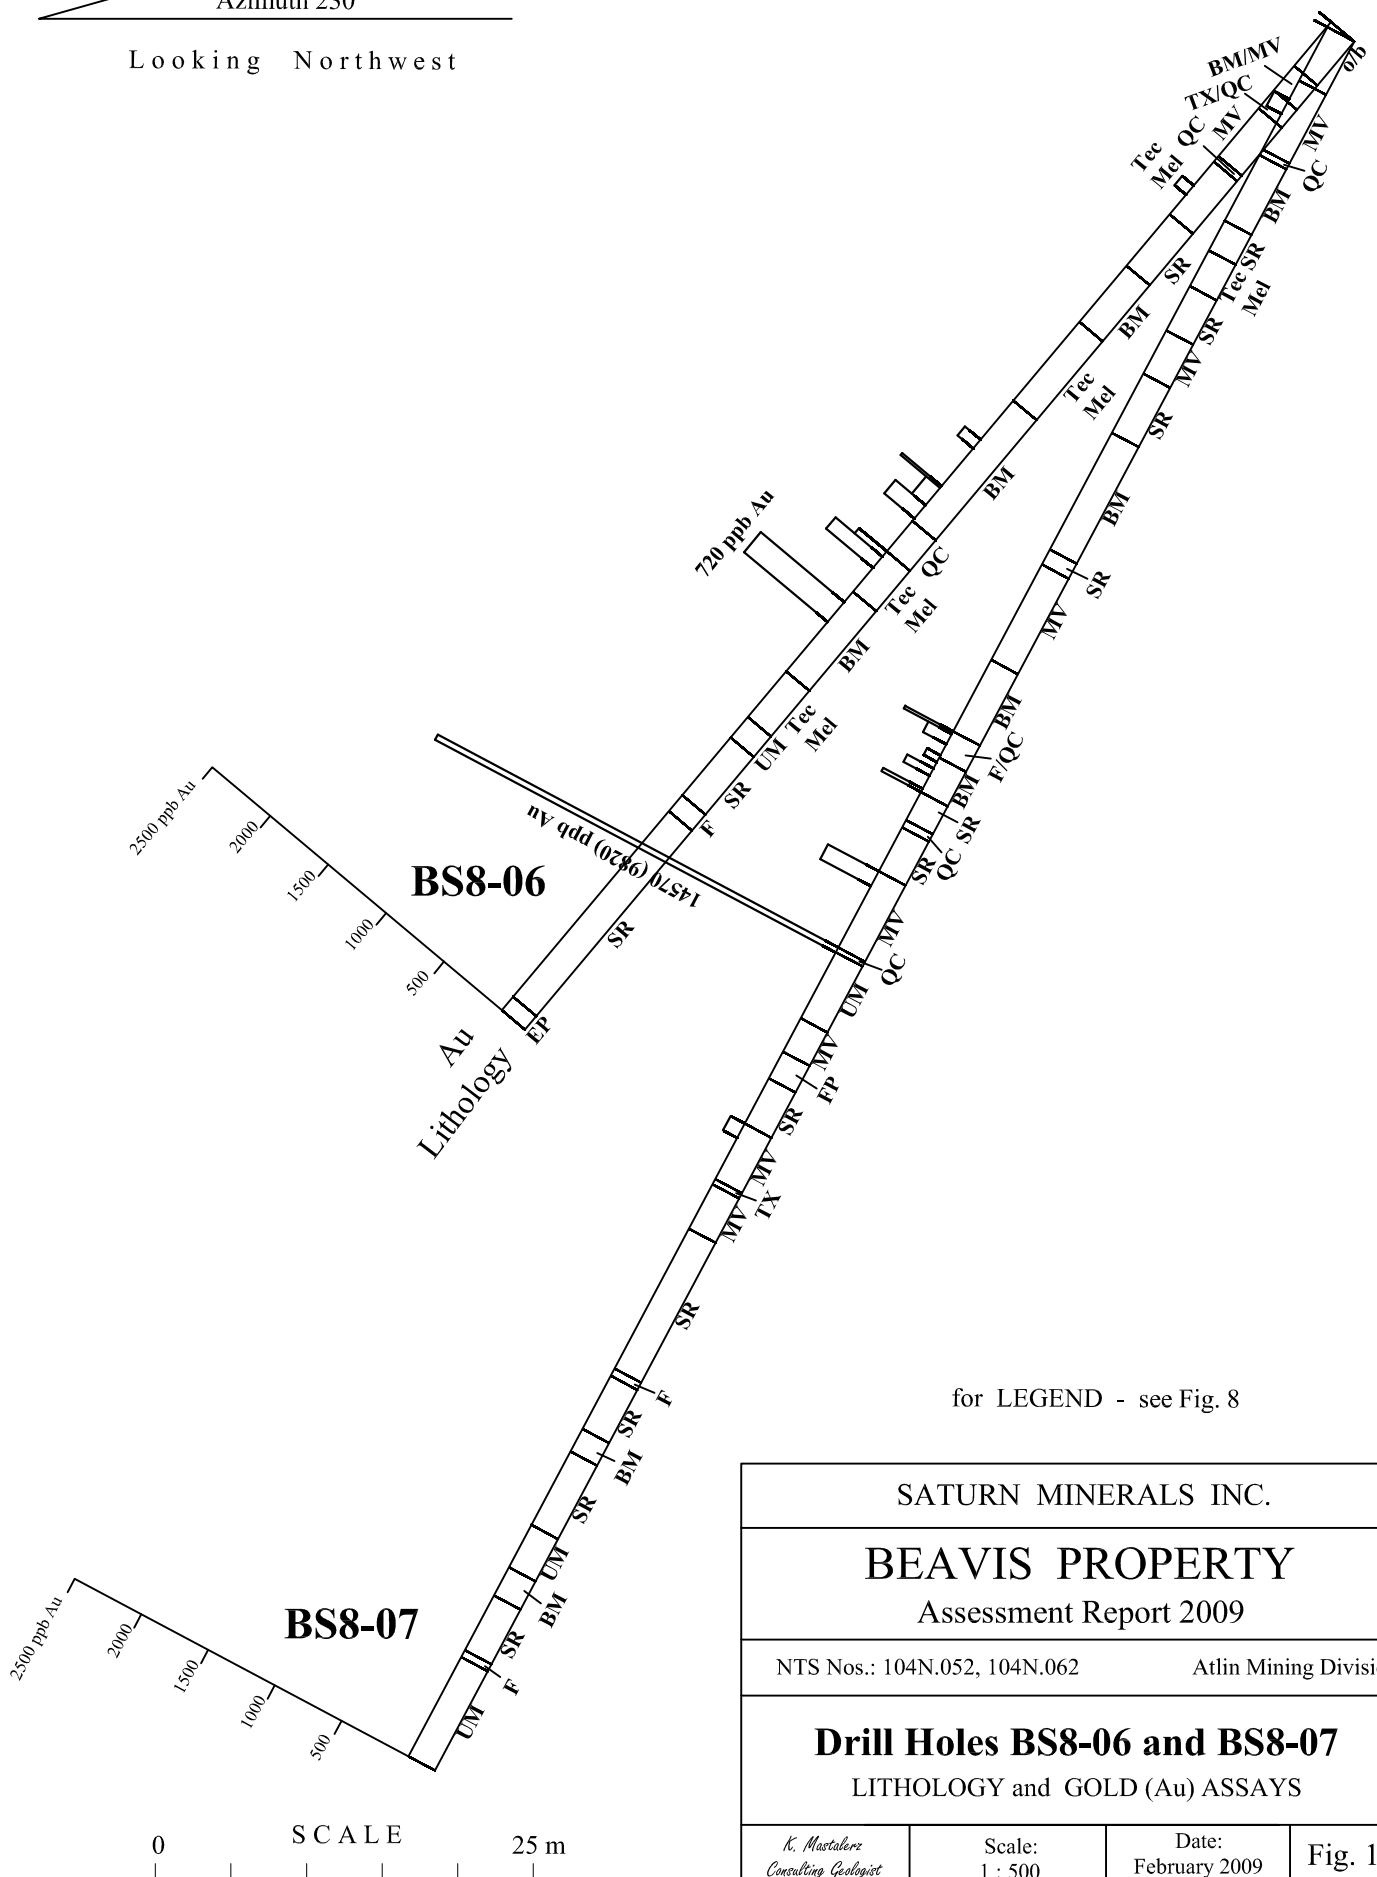 Azimuth 230
Looking Northwest
o/b
BM/MV
TX/QC
MV
QC
Tec
Mel
SR
BM
Tec
Mel
BM
QC
Tec
Mel
BM
Tec
Mel
UM
SR
F
SR
EP
720 ppb Au
MV
QC
BM
SR
Tec
Mel
SR
MV
SR
BM
SR
MV
BM
F/QC
BM
SR
QC
SR
MV
QC
UM
MV
FP
SR
MV
TX
MV
SR
F
SR
BM
SR
UM
BM
SR
F
UM
14570 (9820) ppb Au
2500 ppb Au
2000
1500
1000
500
BS8-06
Au
Lithology
2500 ppb Au
2000
1500
1000
500
BS8-07
SCALE
0 25 m
for LEGEND - see Fig. 8
SATURN MINERALS INC.
BEAVIS PROPERTY
Assessment Report 2009
NTS Nos.: 104N.052, 104N.062 Atlin Mining
Drill Holes BS8-06 and BS8-07
LITHOLOGY and GOLD (Au) ASSAYS
K. Mastalerz
Consulting Geologist
Scale:
1 : 500
Date:
February 2009
Fig. 1